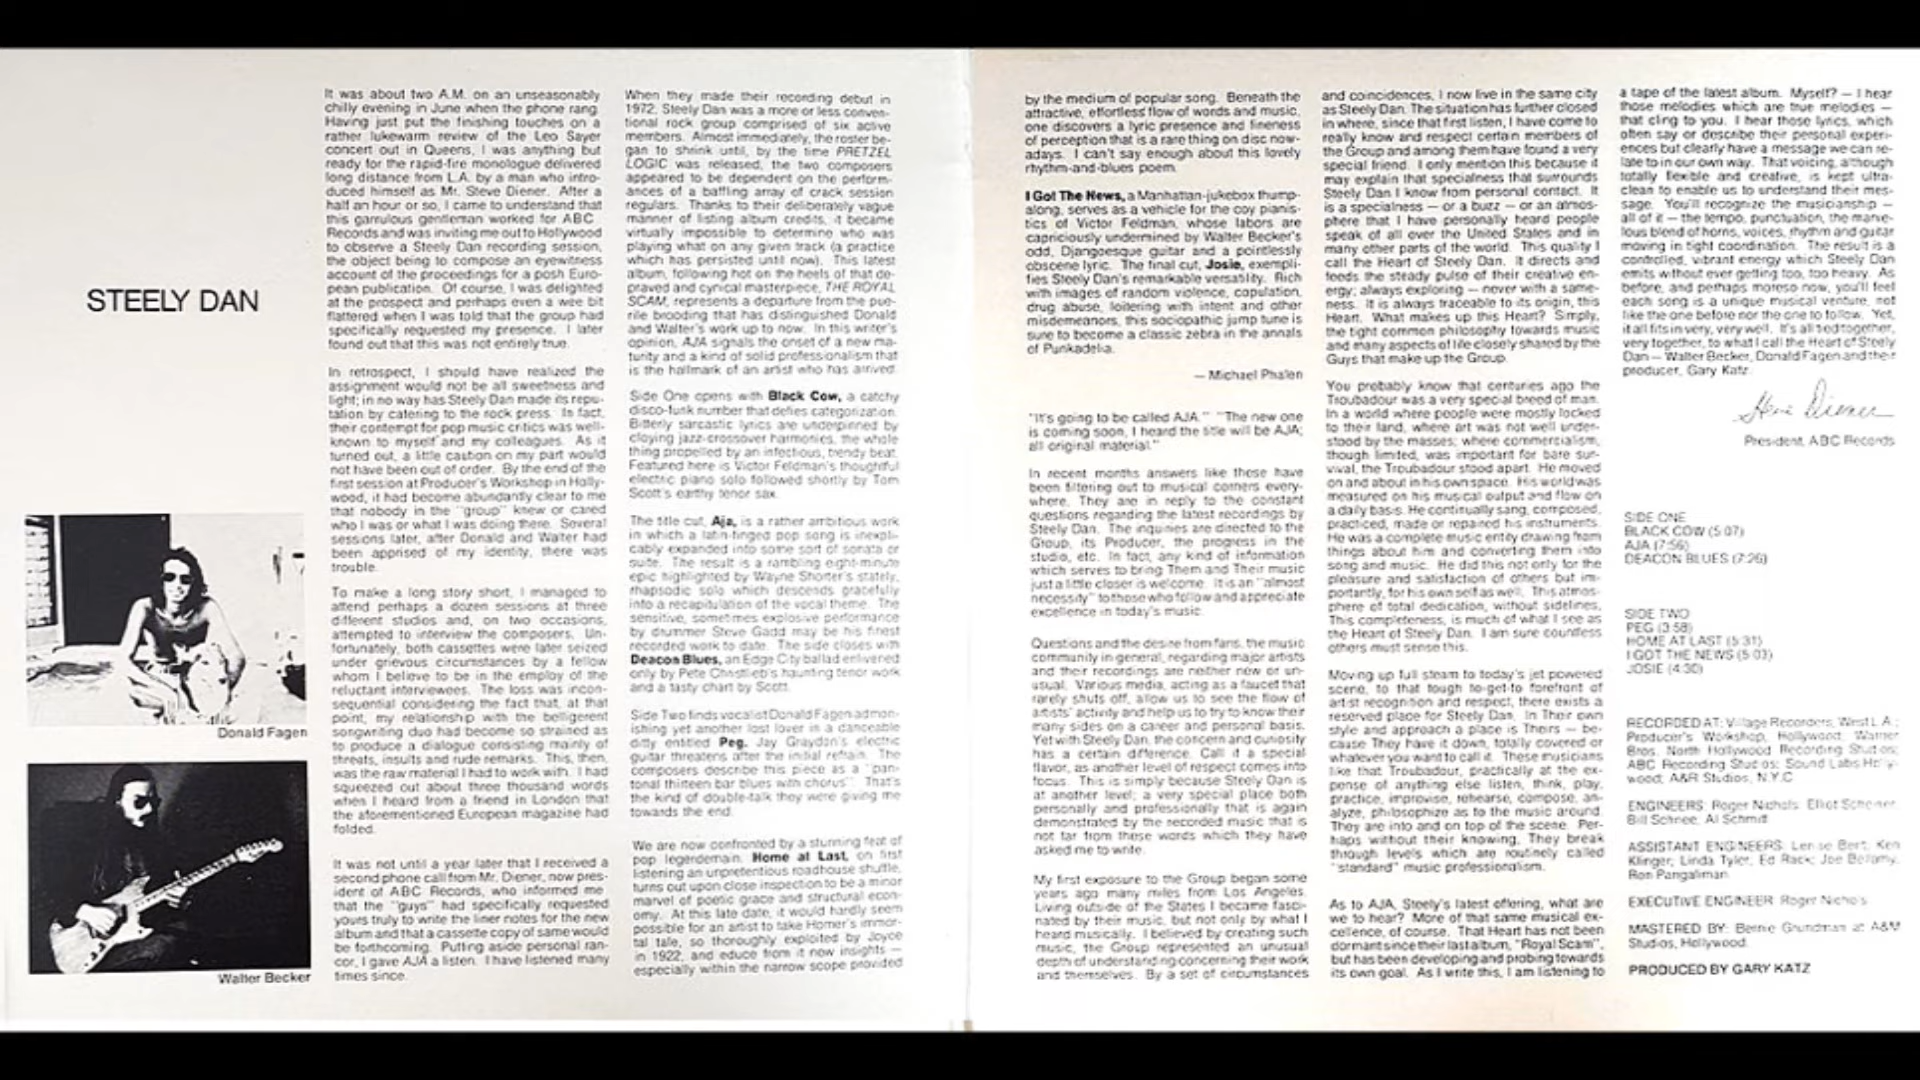 STEELY DAN
Donald Fagen
Walter Becker
It was about two A.M. on an unseasonably
chilly evening in June when the phone rang.
Having just put the finishing touches on a
rather lukewarm review of the Leo Sayer
concert out in Queens, I was anything but
ready for the rapid-fire monologue delivered
long distance from L.A. by a man who intro-
duced himself as Mr. Steve Diener. After a
half an hour or so, I came to understand that
this garrulous gentleman worked for ABC
Records and was inviting me out to Hollywood
to observe a Steely Dan recording session,
the object being to compose an eyewitness
account of the proceedings for a posh Euro-
pean publication. Of course, I was delighted
at the prospect and perhaps even a wee bit
flattered when I was told that the group had
specifically requested my presence. I later
found out that this was not entirely true.
In retrospect, I should have realized the
assignment would not be all sweetness and
light; in no way has Steely Dan made its repu-
tation by catering to the rock press. In fact,
their contempt for pop music critics was well-
known to myself and my colleagues. As it
turned out, a little caution on my part would
not have been out of order. By the end of the
first session at Producer's Workshop in Holly-
wood, it had become abundantly clear to me
that nobody in the "group" knew or cared
who I was or what I was doing there. Several
sessions later, after Donald and Walter had
been apprised of my identity, there was
trouble.
To make a long story short, I managed to
attend perhaps a dozen sessions at three
different studios and, on two occasions,
attempted to interview the composers. Un-
fortunately, both cassettes were later seized
under grievous circumstances by a fellow
whom I believe to be in the employ of the
reluctant interviewees. The loss was incon-
sequential considering the fact that, at that
point, my relationship with the belligerent
songwriting duo had become so strained as
to produce a dialogue consisting mainly of
threats, insults and rude remarks. This, then,
was the raw material I had to work with. I had
squeezed out about three thousand words
when I heard from a friend in London that
the aforementioned European magazine had
folded.
It was not until a year later that I received a
second phone call from Mr. Diener, now pres-
ident of ABC Records, who informed me
that the "guys" had specifically requested
yours truly to write the liner notes for the new
album and that a cassette copy of same would
be forthcoming. Putting aside personal ran-
cor, I gave AJA a listen. I have listened many
times since.
When they made their recording debut in
1972, Steely Dan was a more or less conven-
tional rock group comprised of six active
members. Almost immediately, the roster be-
gan to shrink until, by the time PRETZEL
LOGIC was released, the two composers
appeared to be dependent on the perform-
ances of a baffling array of crack session
regulars. Thanks to their deliberately vague
manner of listing album credits, it became
virtually impossible to determine who was
playing what on any given track (a practice
which has persisted until now). This latest
album, following hot on the heels of that de-
praved and cynical masterpiece, THE ROYAL
SCAM, represents a departure from the pue-
rile brooding that has distinguished Donald
and Walter's work up to now. In this writer's
opinion, AJA signals the onset of a new ma-
turity and a kind of solid professionalism that
is the hallmark of an artist who has arrived.
Side One opens with Black Cow, a catchy
disco-funk number that defies categorization.
Bitterly sarcastic lyrics are underpinned by
cloying jazz-crossover harmonies, the whole
thing propelled by an infectious, trendy beat.
Featured here is Victor Feldman's thoughtful
electric piano solo followed shortly by Tom
Scott's earthy tenor sax.
The title cut, Aja, is a rather ambitious work
in which a latin-tinged pop song is inexpli-
cably expanded into some sort of sonata or
suite. The result is a rambling eight-minute
epic highlighted by Wayne Shorter's stately,
rhapsodic solo which descends gracefully
into a recapitulation of the vocal theme. The
sensitive, sometimes explosive performance
by drummer Steve Gadd may be his finest
recorded work to date. The side closes with
Deacon Blues, an Edge City ballad enlivened
only by Pete Christlieb's haunting tenor work
and a tasty chart by Scott.
Side Two finds vocalist Donald Fagen admon-
ishing yet another lost lover in a danceable
ditty entitled Peg. Jay Graydon's electric
guitar threatens after the initial refrain. The
composers describe this piece as a "pan-
tonal thirteen bar blues with chorus". That's
the kind of double-talk they were giving me
towards the end.
We are now confronted by a stunning feat of
pop legerdemain. Home at Last, on first
listening an unpretentious roadhouse shuffle,
turns out upon close inspection to be a minor
marvel of poetic grace and structural econ-
omy. At this late date, it would hardly seem
possible for an artist to take Homer's immor-
tal tale, so thoroughly exploited by Joyce
in 1922, and educe from it new insights —
especially within the narrow scope provided
by the medium of popular song. Beneath the
attractive, effortless flow of words and music,
one discovers a lyric presence and fineness
of perception that is a rare thing on disc now-
adays. I can't say enough about this lovely
rhythm-and-blues poem.
I Got The News, a Manhattan-jukebox thump-
along, serves as a vehicle for the coy pianis-
tics of Victor Feldman, whose labors are
capriciously undermined by Walter Becker's
odd, Djangoesque guitar and a pointlessly
obscene lyric. The final cut, Josie, exempli-
fies Steely Dan's remarkable versatility. Rich
with images of random violence, copulation,
drug abuse, loitering with intent and other
misdemeanors, this sociopathic jump tune is
sure to become a classic zebra in the annals
of Punkadelia.
— Michael Phalen
"It's going to be called AJA." "The new one
is coming soon, I heard the title will be AJA;
all original material."
In recent months answers like these have
been filtering out to musical corners every-
where. They are in reply to the constant
questions regarding the latest recordings by
Steely Dan. The inquiries are directed to the
Group, its Producer, the progress in the
studio, etc. In fact, any kind of information
which serves to bring Them and Their music
just a little closer is welcome. It is an "almost
necessity" to those who follow and appreciate
excellence in today's music.
Questions and the desire from fans, the music
community in general, regarding major artists
and their recordings are neither new or un-
usual. Various media, acting as a faucet that
rarely shuts off, allow us to see the flow of
artists' activity and help us to try to know their
many sides on a career and personal basis.
Yet with Steely Dan, the concern and curiosity
has a certain difference. Call it a special
flavor, as another level of respect comes into
focus. This is simply because Steely Dan is
at another level; a very special place both
personally and professionally that is again
demonstrated by the recorded music that is
not far from these words which they have
asked me to write.
My first exposure to the Group began some
years ago many miles from Los Angeles.
Living outside of the States I became fasci-
nated by their music, but not only by what I
heard musically. I believed by creating such
music, the Group represented an unusual
depth of understanding concerning their work
and themselves. By a set of circumstances
and coincidences, I now live in the same city
as Steely Dan. The situation has further closed
in where, since that first listen, I have come to
really know and respect certain members of
the Group and among them have found a very
special friend. I only mention this because it
may explain that specialness that surrounds
Steely Dan I know from personal contact. It
is a specialness — or a buzz — or an atmos-
phere that I have personally heard people
speak of all over the United States and in
many other parts of the world. This quality I
call the Heart of Steely Dan. It directs and
feeds the steady pulse of their creative en-
ergy; always exploring — never with a same-
ness. It is always traceable to its origin, this
Heart. What makes up this Heart? Simply,
the tight common philosophy towards music
and many aspects of life closely shared by the
Guys that make up the Group.
You probably know that centuries ago the
Troubadour was a very special breed of man.
In a world where people were mostly locked
to their land, where art was not well under-
stood by the masses; where commercialism,
though limited, was important for bare sur-
vival, the Troubadour stood apart. He moved
on and about in his own space. His world was
measured on his musical output and flow on
a daily basis. He continually sang, composed,
practiced, made or repaired his instruments.
He was a complete music entity drawing from
things about him and converting them into
song and music. He did this not only for the
pleasure and satisfaction of others but im-
portantly, for his own self as well. This atmos-
phere of total dedication, without sidelines,
This completeness, is much of what I see as
the Heart of Steely Dan. I am sure countless
others must sense this.
Moving up full steam to today's jet powered
scene, to that tough to-get-to forefront of
artist recognition and respect, there exists a
reserved place for Steely Dan. In Their own
style and approach a place is Theirs — be-
cause They have it down, totally covered or
whatever you want to call it. These musicians
like that Troubadour, practically at the ex-
pense of anything else listen, think, play,
practice, improvise, rehearse, compose, an-
alyze, philosophize as to the music around.
They are into and on top of the scene. Per-
haps without their knowing. They break
through levels which are routinely called
"standard" music professionalism.
As to AJA, Steely's latest offering, what are
we to hear? More of that same musical ex-
cellence, of course. That Heart has not been
dormant since their last album, "Royal Scam",
but has been developing and probing towards
its own goal. As I write this, I am listening to
a tape of the latest album. Myself? — I hear
those melodies which are true melodies —
that cling to you. I hear those lyrics, which
often say or describe their personal experi-
ences but clearly have a message we can re-
late to in our own way. That voicing, although
totally flexible and creative, is kept ultra-
clean to enable us to understand their mes-
sage. You'll recognize the musicianship —
all of it — the tempo, punctuation, the marve-
lous blend of horns, voices, rhythm and guitar
moving in tight coordination. The result is a
controlled, vibrant energy which Steely Dan
emits without ever getting too, too heavy. As
before, and perhaps moreso now, you'll feel
each song is a unique musical venture, not
like the one before nor the one to follow. Yet,
it all fits in very, very well. It's all tied together,
very together, to what I call the Heart of Steely
Dan — Walter Becker, Donald Fagen and their
producer, Gary Katz.
Steve Diener
President, ABC Records
SIDE ONE
BLACK COW (5:07)
AJA (7:56)
DEACON BLUES (7:26)
SIDE TWO
PEG (3:58)
HOME AT LAST (5:31)
I GOT THE NEWS (5:03)
JOSIE (4:30)
RECORDED AT: Village Recorders, West L.A.;
Producer's Workshop, Hollywood; Warner
Bros. North Hollywood Recording Studios;
ABC Recording Studios; Sound Labs Holly-
wood; A&R Studios, N.Y.C.
ENGINEERS: Roger Nichols; Elliot Scheiner
Bill Schnee, Al Schmitt
ASSISTANT ENGINEERS: Lenise Bent; Ken
Klinger; Linda Tyler; Ed Rack; Joe Bellamy;
Ron Pangaliman
EXECUTIVE ENGINEER: Roger Nichols
MASTERED BY: Bernie Grundman at A&M
Studios, Hollywood.
PRODUCED BY GARY KATZ